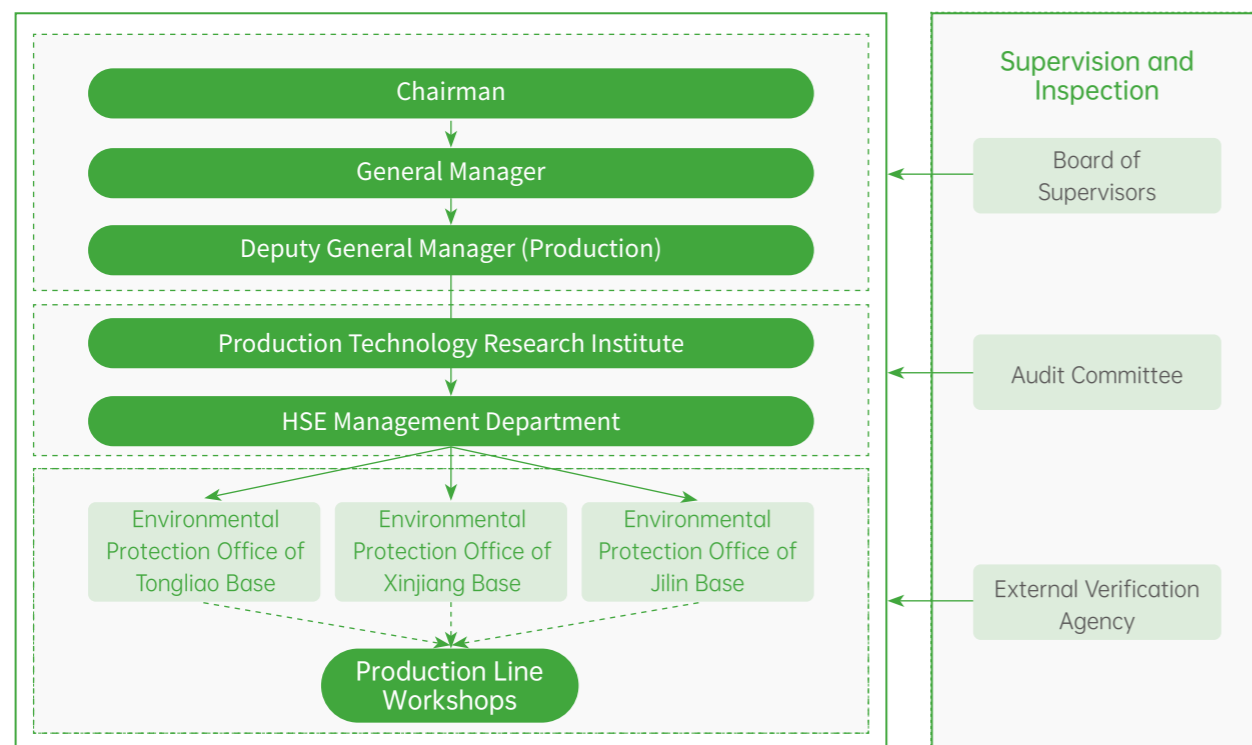 Chairman
General Manager
Deputy General Manager (Production)
Production Technology Research Institute
HSE Management Department
Environmental
Protection Office of
Tongliao Base
Environmental
Protection Office of
Xinjiang Base
Environmental
Protection Office of
Jilin Base
Production Line
Workshops
Supervision and
Inspection
Board of
Supervisors
Audit Committee
External Verification
Agency